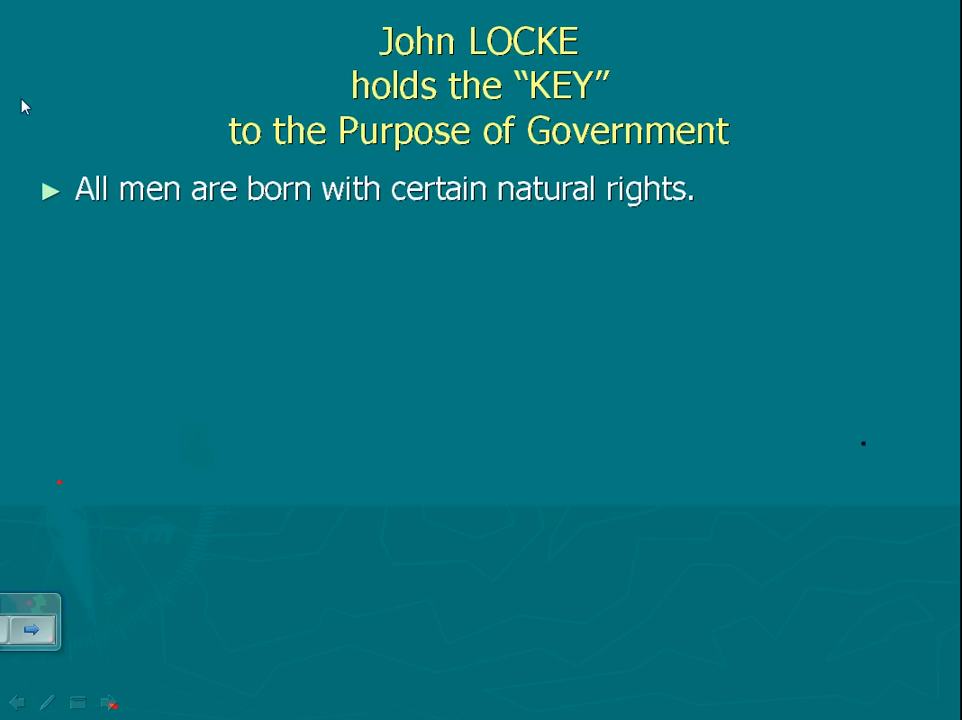 John LOCKE
holds the “KEY”
to the Purpose of Government
► All men are born with certain natural rights.